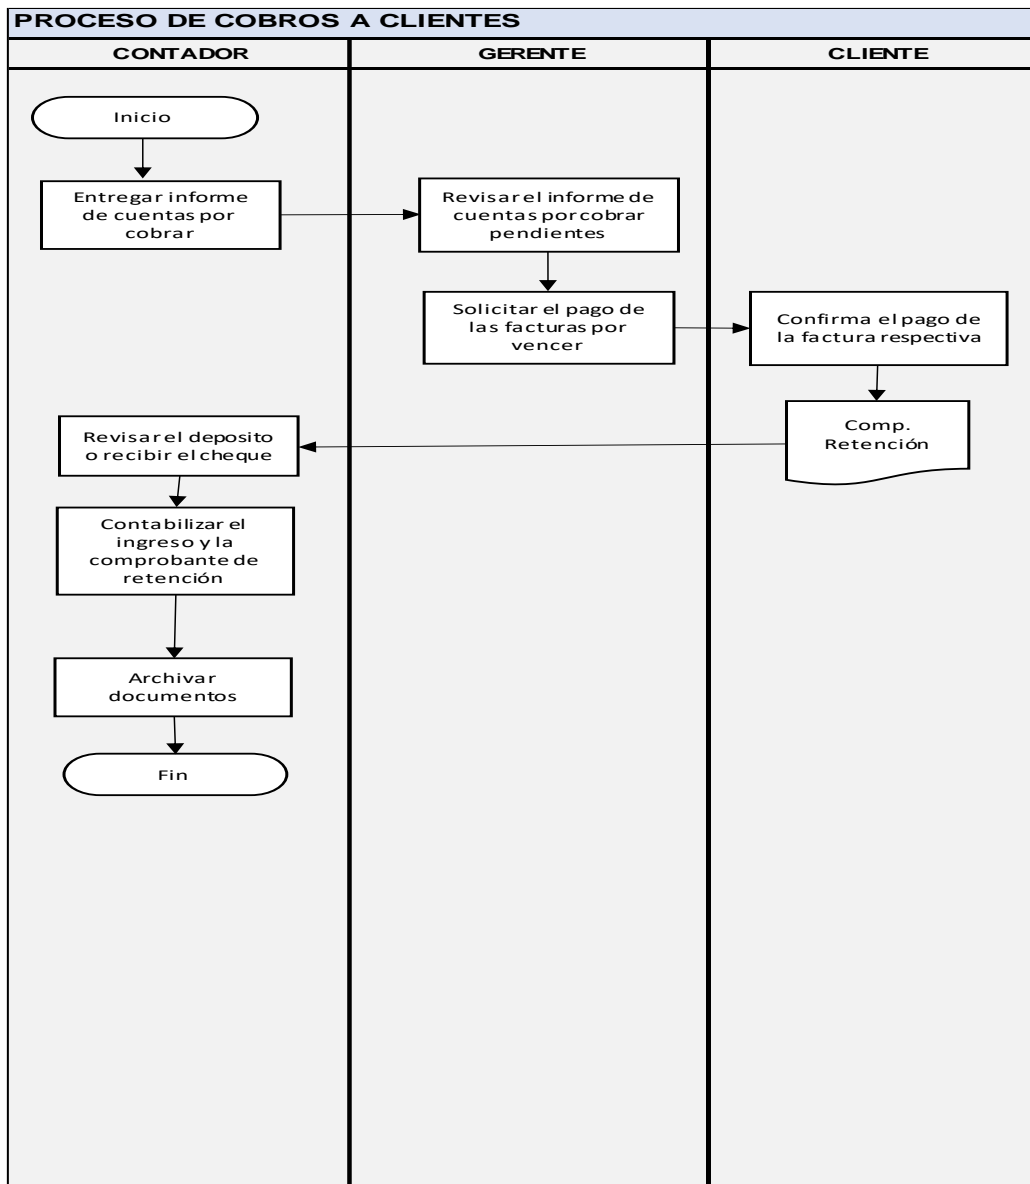 PROCESO DE COBROS A CLIENTES
CONTADOR
GERENTE
CLIENTE
Inicio
Entregar informe
de cuentas por
cobrar
Revisar el informe de
cuentas por cobrar
pendientes
Solicitar el pago de
las facturas por
vencer
Confirma el pago de
la factura respectiva
Comp.
Retención
Revisar el deposito
o recibir el cheque
Contabilizar el
ingreso y la
comprobante de
retención
Archivar
documentos
Fin